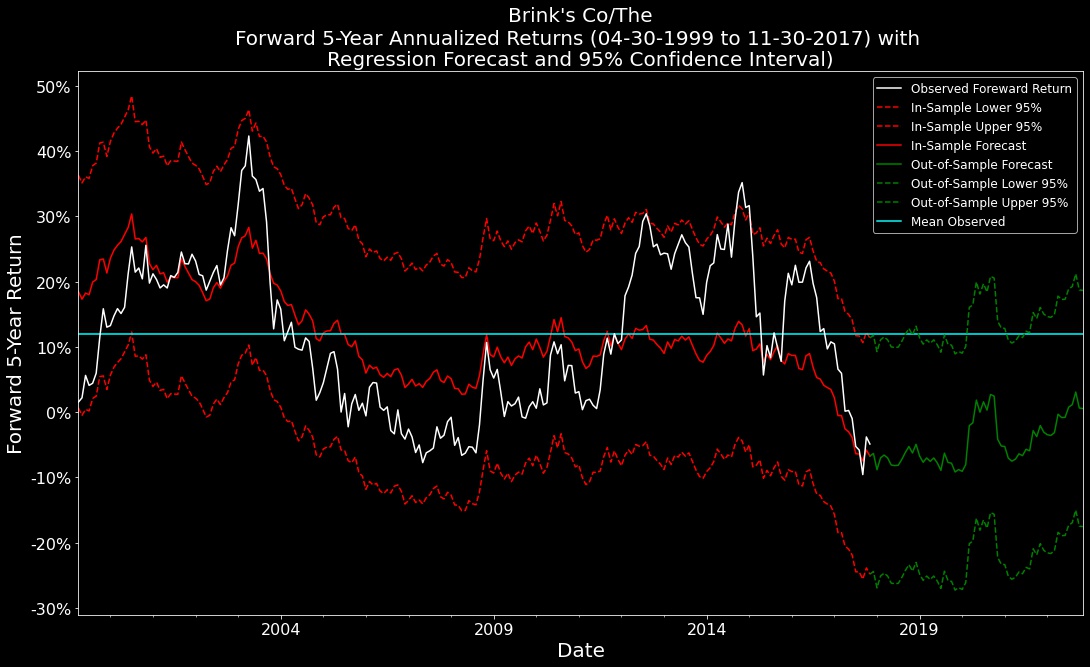 Brink's Co/The
Forward 5-Year Annualized Returns (04-30-1999 to 11-30-2017) with
Regression Forecast and 95% Confidence Interval)
50%
40%
30%
20%
10%
0%
-10%
-20%
-30%
Forward 5-Year Return
Observed Foreward Return
In-Sample Lower 95%
In-Sample Upper 95%
In-Sample Forecast
Out-of-Sample Forecast
Out-of-Sample Lower 95%
Out-of-Sample Upper 95%
Mean Observed
2004
2009
2014
2019
Date